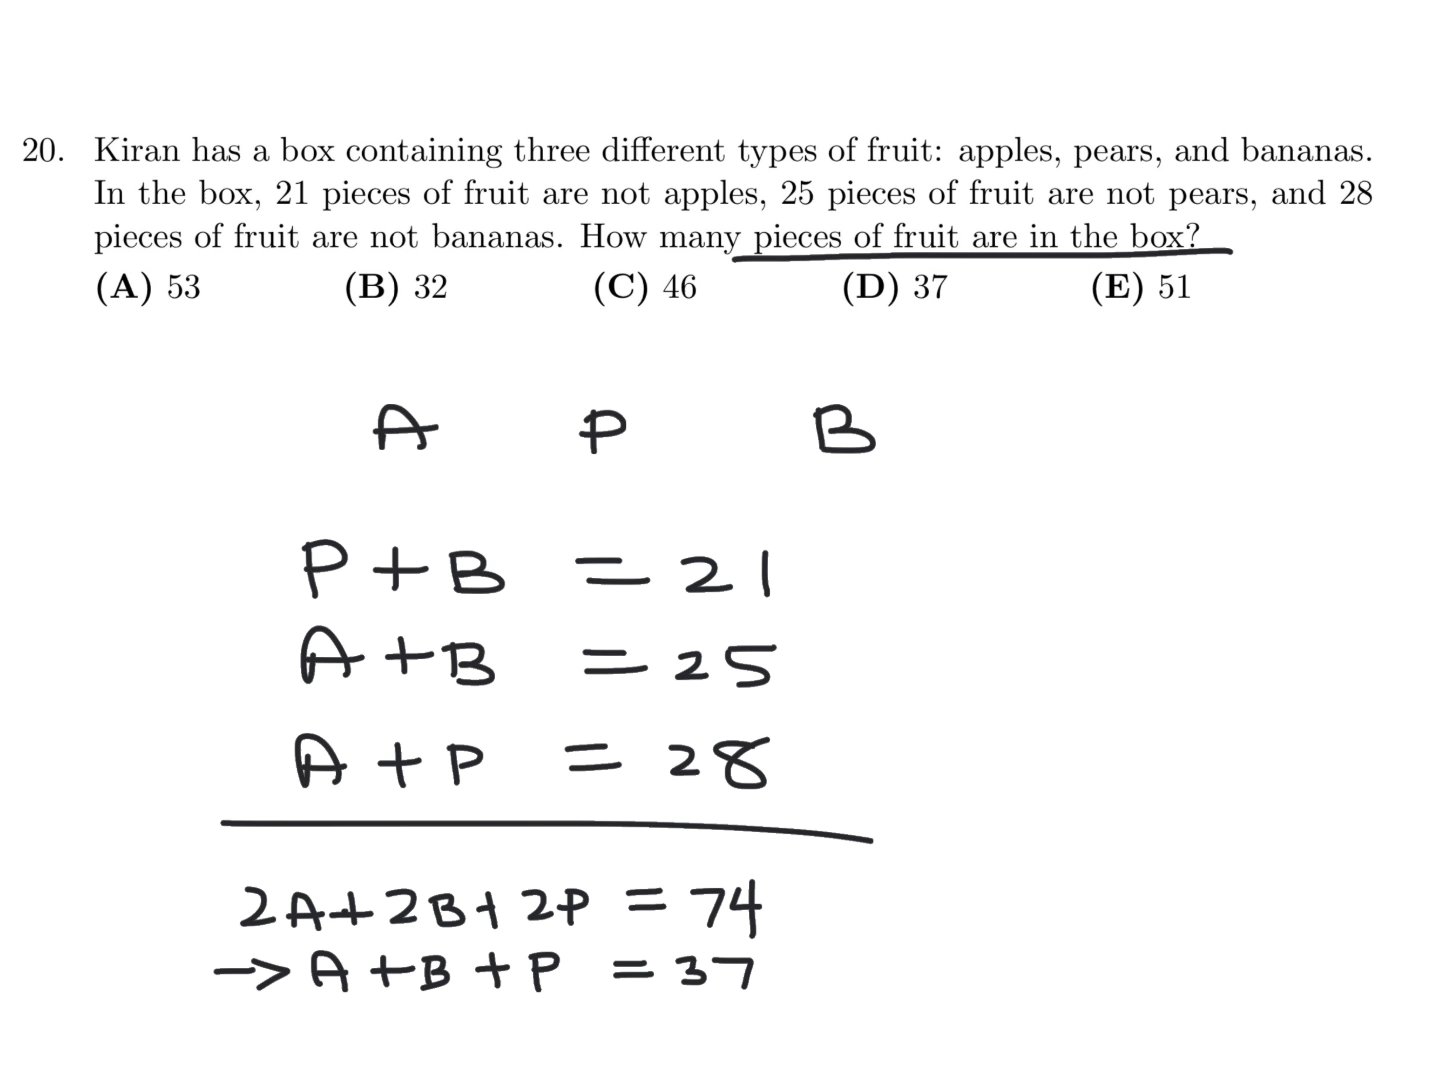 20. Kiran has a box containing three different types of fruit: apples, pears, and bananas.
In the box, 21 pieces of fruit are not apples, 25 pieces of fruit are not pears, and 28
pieces of fruit are not bananas. How many pieces of fruit are in the box?
(A) 53 (B) 32 (C) 46 (D) 37 (E) 51
A P B
P + B = 21
A + B = 25
A + P = 28
2A + 2B + 2P = 74
-> A + B + P = 37